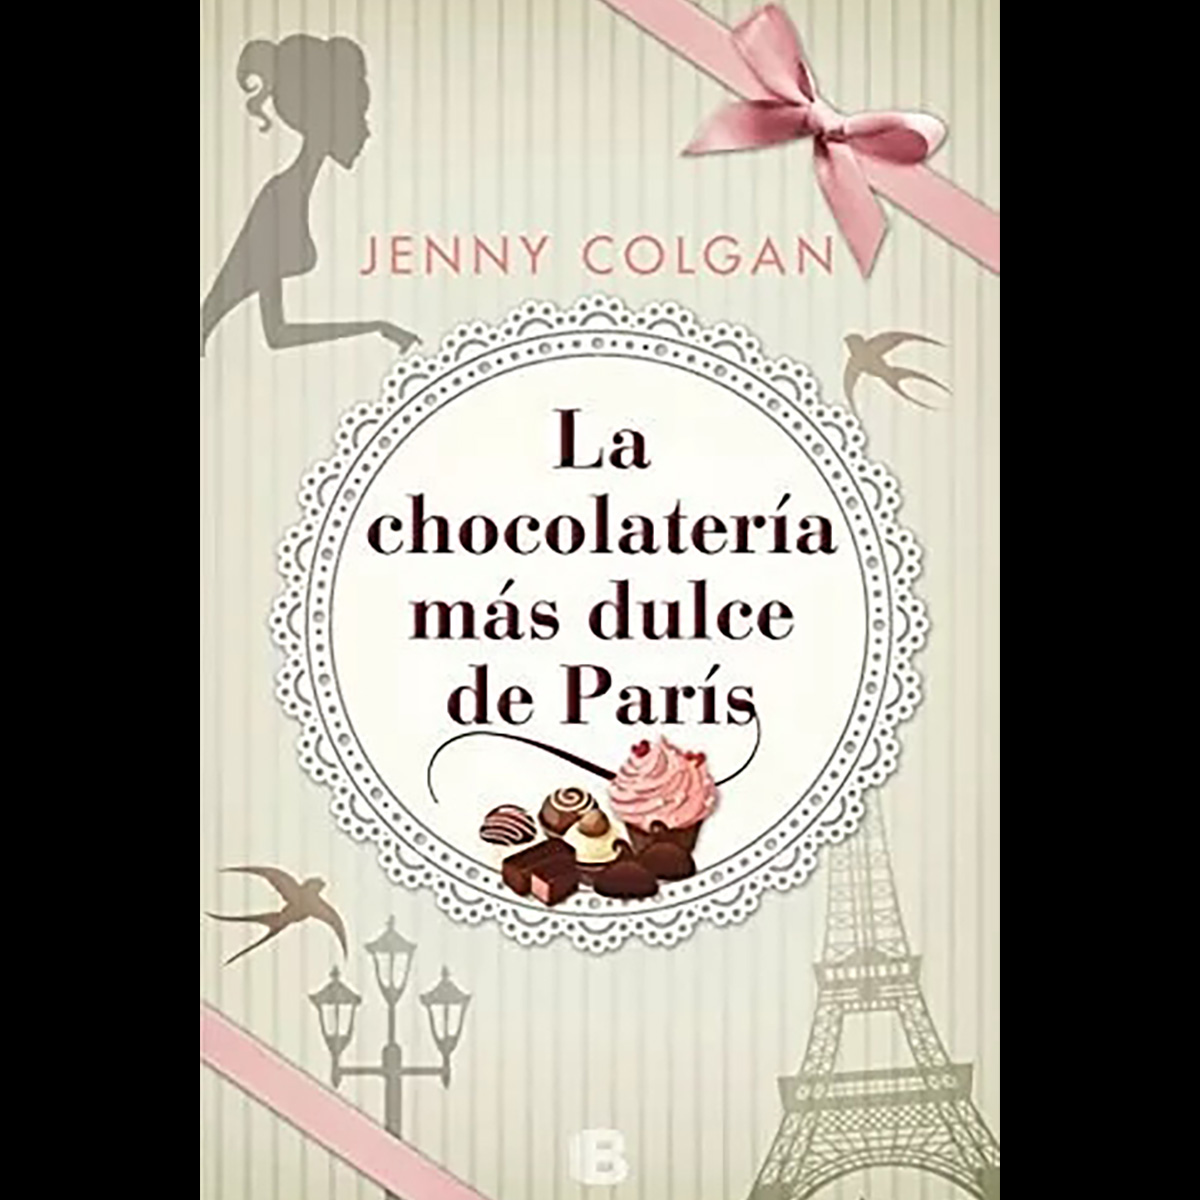 JENNY COLGAN
La
chocolatería
más dulce
de París
B